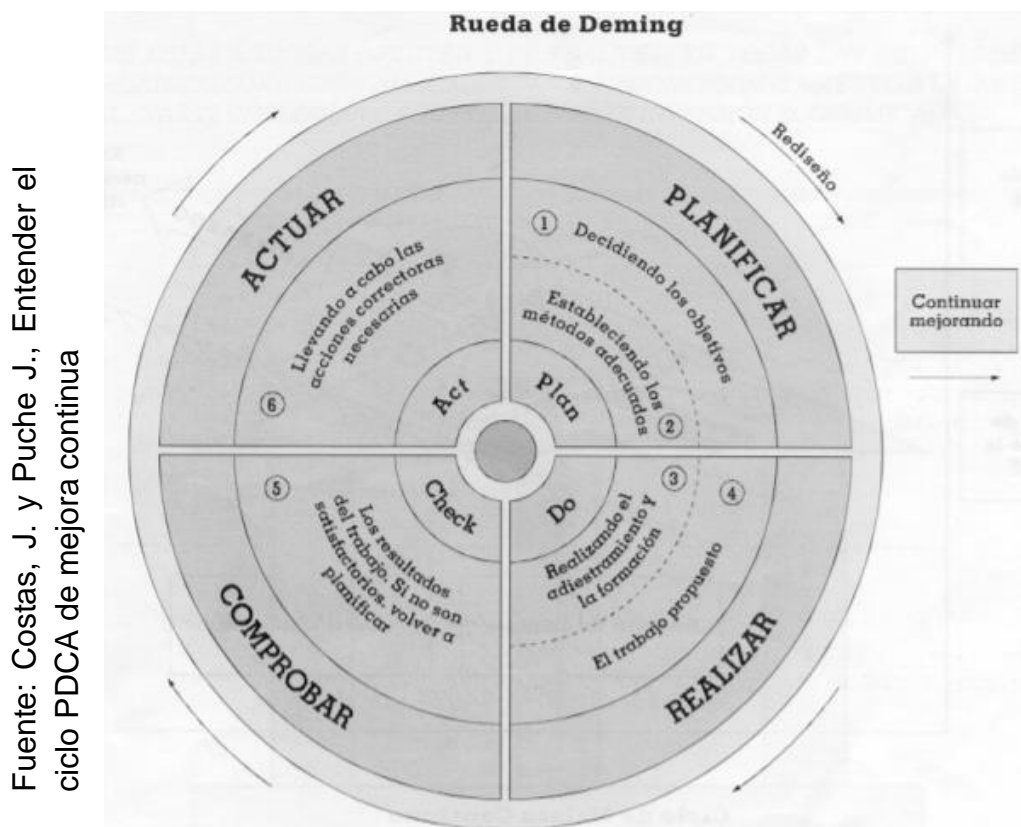 Rueda de Deming
Fuente: Costas, J. y Puche J., Entender el
ciclo PDCA de mejora continua
PLANIFICAR
Rediseño
1 Decidiendo los objetivos
Estableciendo los
métodos adecuados
2
Plan
Continuar
mejorando
REALIZAR
Do
3
Realizando el
adiestramiento y
la formación
4
El trabajo propuesto
COMPROBAR
Check
5
Los resultados
del trabajo. Si no son
satisfactorios, volver a
planificar
ACTUAR
Act
6
Llevando a cabo las
acciones correctoras
necesarias